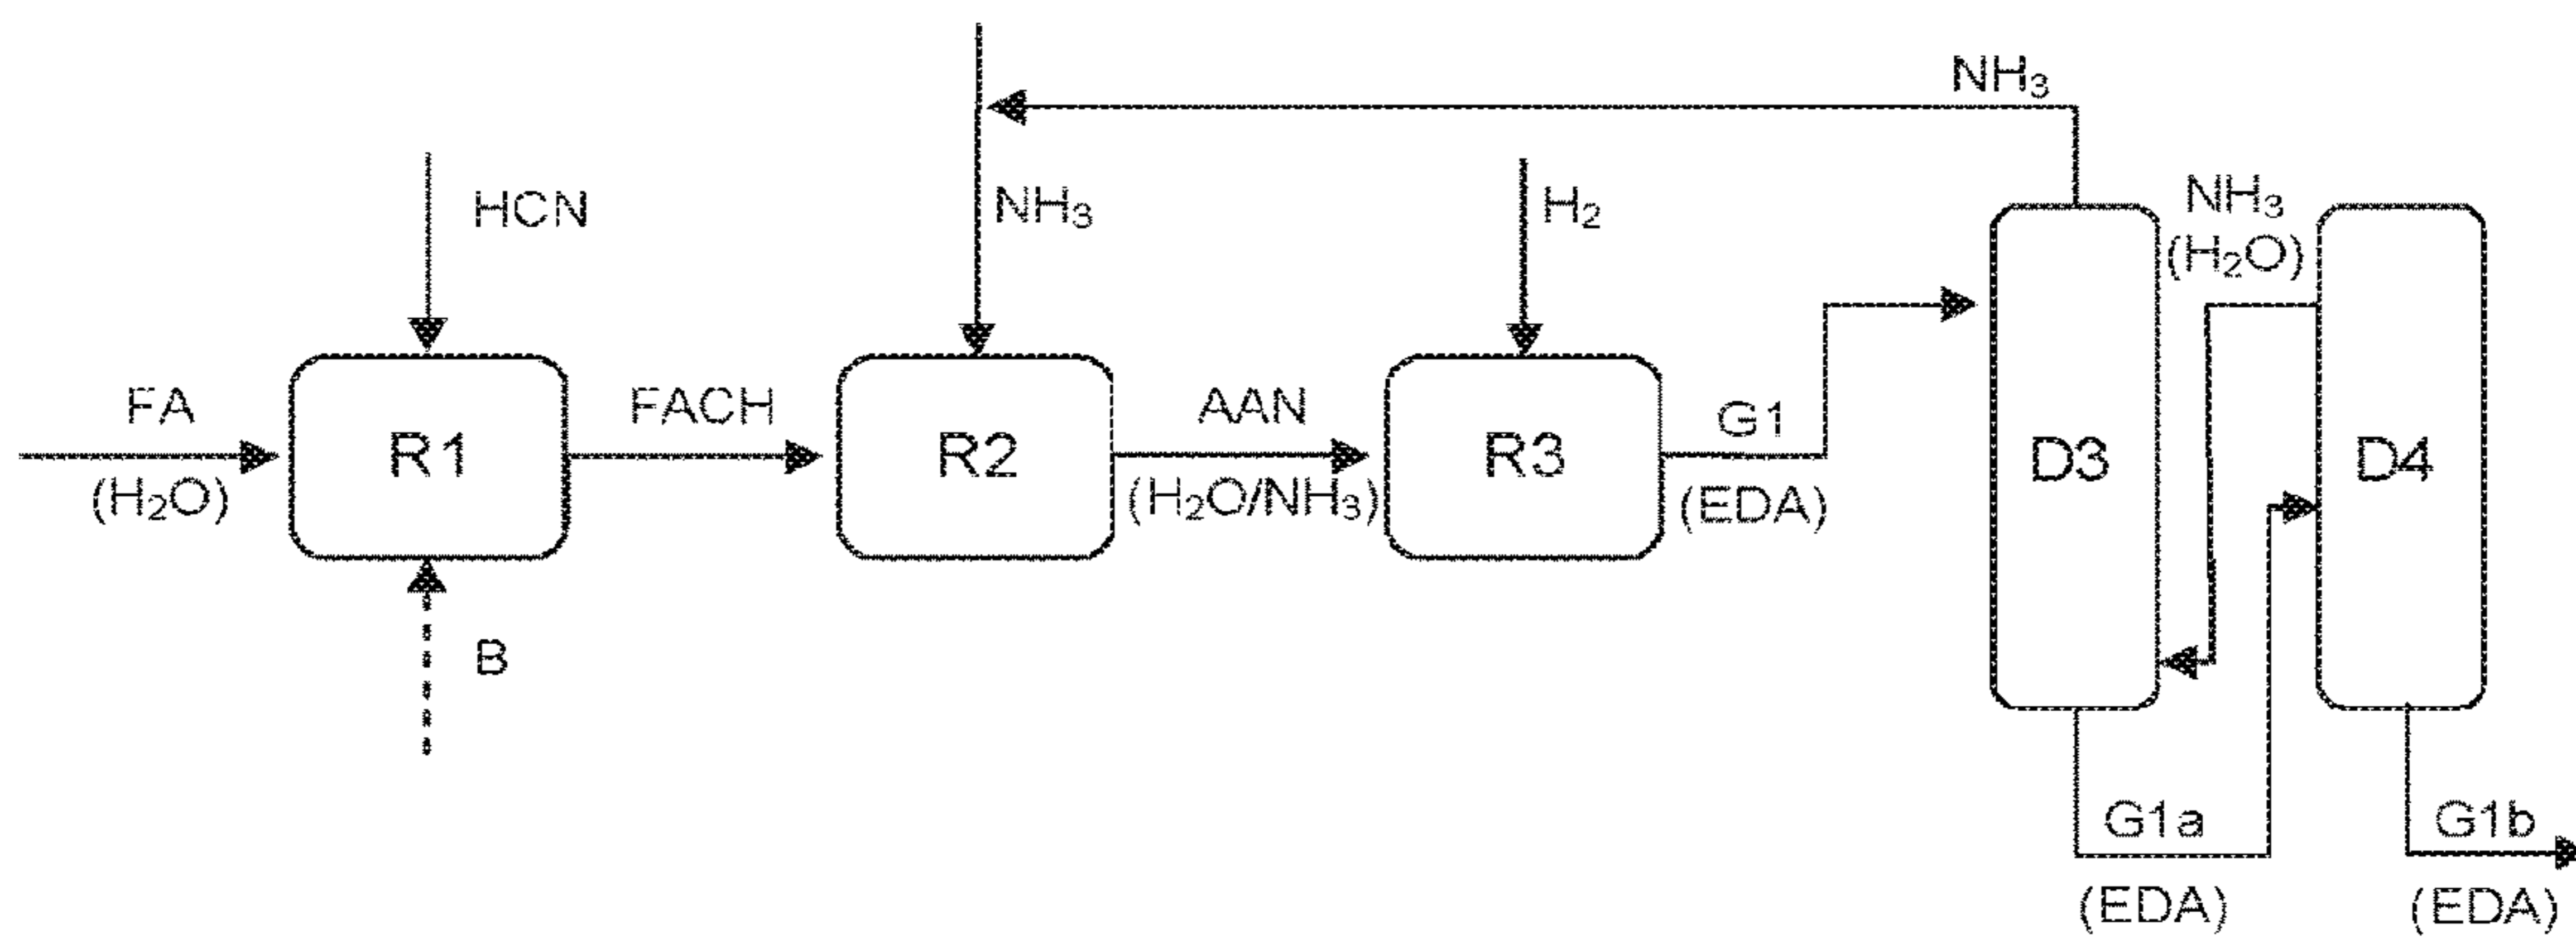 NH₃
HCN
NH₃
H₂
NH₃
(H₂O)
FA
(H₂O)
R1
FACH
R2
AAN
(H₂O/NH₃)
R3
G1
(EDA)
D3
D4
B
G1a
(EDA)
G1b
(EDA)